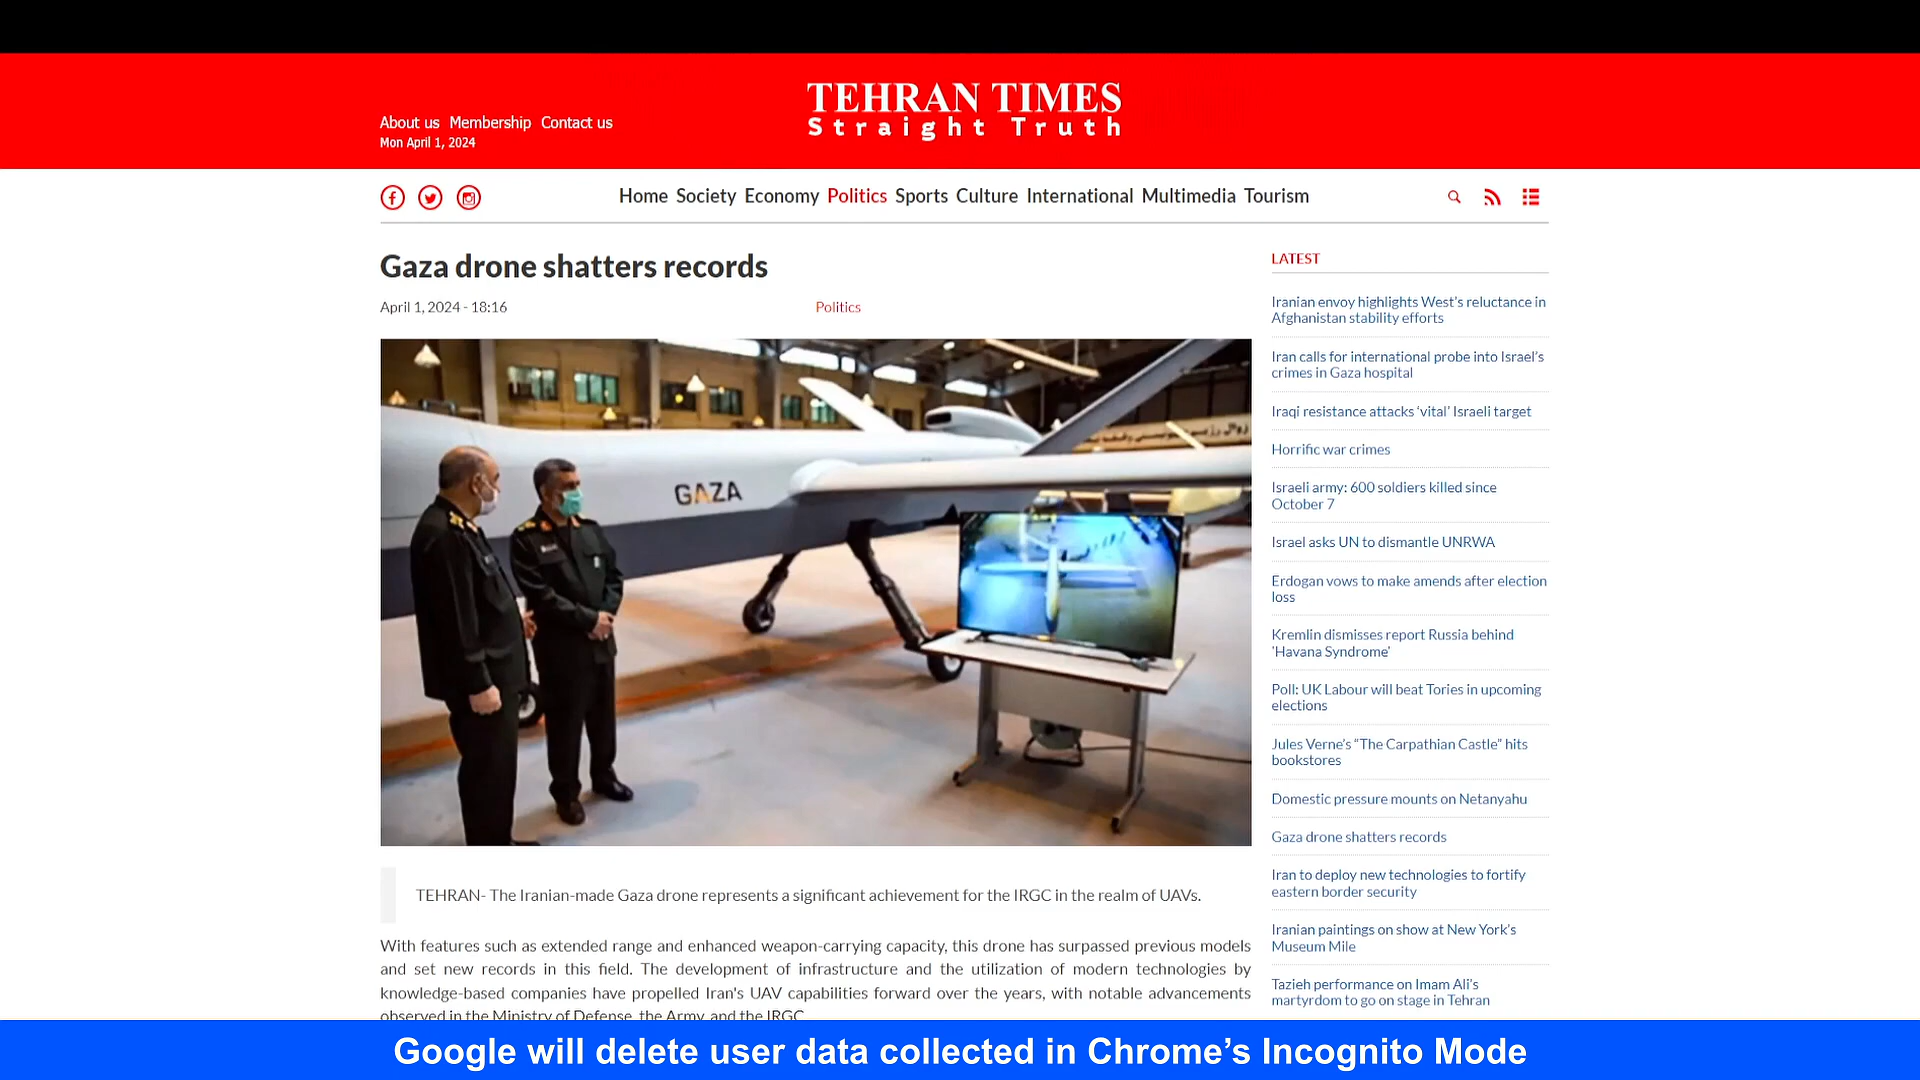 TEHRAN TIMES
Straight Truth
About us Membership Contact us
Mon April 1, 2024
Home Society Economy Politics Sports Culture International Multimedia Tourism
Gaza drone shatters records
April 1, 2024 - 18:16
Politics
GAZA
TEHRAN- The Iranian-made Gaza drone represents a significant achievement for the IRGC in the realm of UAVs.
With features such as extended range and enhanced weapon-carrying capacity, this drone has surpassed previous models
and set new records in this field. The development of infrastructure and the utilization of modern technologies by
knowledge-based companies have propelled Iran's UAV capabilities forward over the years, with notable advancements
observed in the Ministry of Defense, the Army, and the IRGC.
LATEST
Iranian envoy highlights West's reluctance in
Afghanistan stability efforts
Iran calls for international probe into Israel's
crimes in Gaza hospital
Iraqi resistance attacks ‘vital’ Israeli target
Horrific war crimes
Israeli army: 600 soldiers killed since
October 7
Israel asks UN to dismantle UNRWA
Erdogan vows to make amends after election
loss
Kremlin dismisses report Russia behind
'Havana Syndrome'
Poll: UK Labour will beat Tories in upcoming
elections
Jules Verne's “The Carpathian Castle” hits
bookstores
Domestic pressure mounts on Netanyahu
Gaza drone shatters records
Iran to deploy new technologies to fortify
eastern border security
Iranian paintings on show at New York's
Museum Mile
Tazieh performance on Imam Ali's
martyrdom to go on stage in Tehran
Google will delete user data collected in Chrome’s Incognito Mode